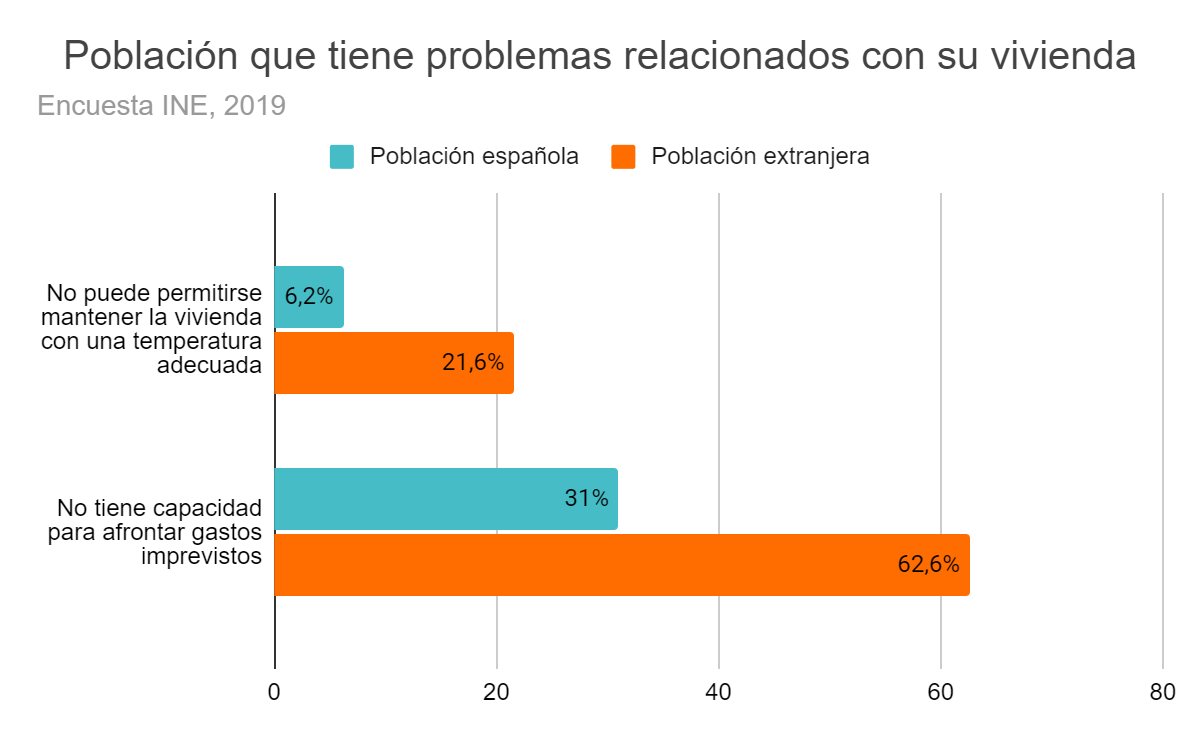 Población que tiene problemas relacionados con su vivienda
Encuesta INE, 2019
Población española
Población extranjera
No puede permitirse
mantener la vivienda
con una temperatura
adecuada
6,2%
21,6%
No tiene capacidad
para afrontar gastos
imprevistos
31%
62,6%
0
20
40
60
80